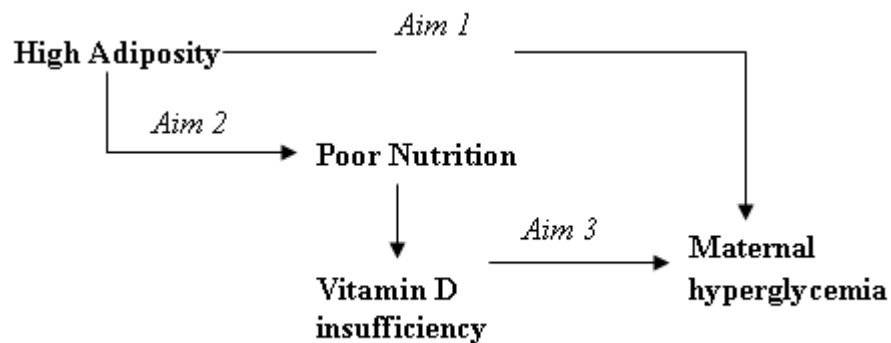 Aim 1
High Adiposity
Aim 2
Poor Nutrition
Aim 3
Maternal
hyperglycemia
Vitamin D
insufficiency